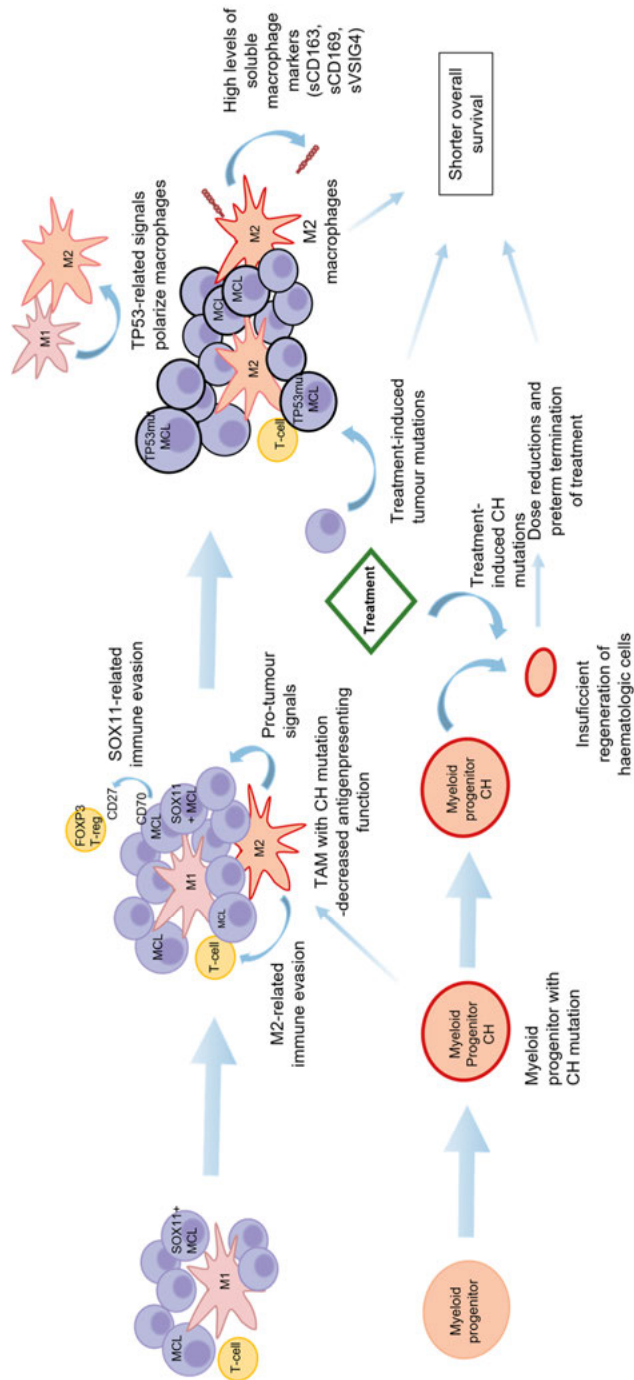 MCL
SOX11+
MCL
M1
T-cell
FOXP3
T-reg
CD27
CD70
SOX11-related
immune evasion
MCL
MCL
SOX11
+ MCL
M1
T-cell
MCL
M2
Pro-tumour
signals
M2-related
immune evasion
TAM with CH mutation
-decreased antigenpresenting
function
M1
M2
TP53-related signals
polarize macrophages
TP53mut
MCL
MCL
MCL
M2
M2
T-cell
TP53mut
MCL
M2
macrophages
High levels of
soluble
macrophage
markers
(sCD163,
sCD169,
sVSIG4)
Treatment
Treatment-induced
tumour mutations
Shorter overall
survival
Myeloid
progenitor
Myeloid
Progenitor
CH
Myeloid
progenitor with
CH mutation
Myeloid
progenitor
CH
Treatment-
induced CH
mutations
Insuficcient
regeneration of
haematologic cells
Dose reductions and
preterm termination
of treatment